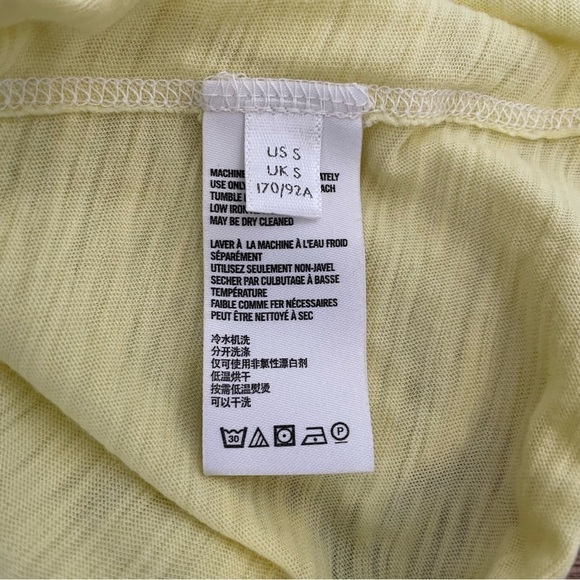 US S
UK S
170/92A
MACHINE
USE ONLY
TUMBLE
LOW IRON
MAY BE DRY CLEANED
LAVER À LA MACHINE À L'EAU FROID
SÉPARÉMENT
UTILISEZ SEULEMENT NON-JAVEL
SECHER PAR CULBUTAGE À BASSE
TEMPÉRATURE
FAIBLE COMME FER NÉCESSAIRES
PEUT ÊTRE NETTOYÉ À SEC
冷水机洗
分开洗涤
仅可使用非氯性漂白剂
低温烘干
按需低温熨烫
可以干洗
30 P